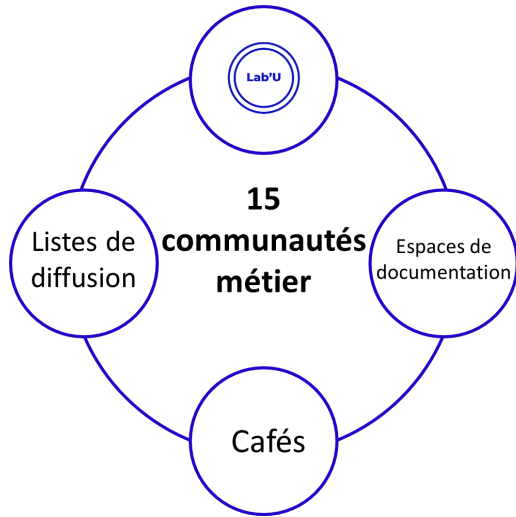 Lab'U
15
communautés
métier
Listes de
diffusion
Espaces de
documentation
Cafés